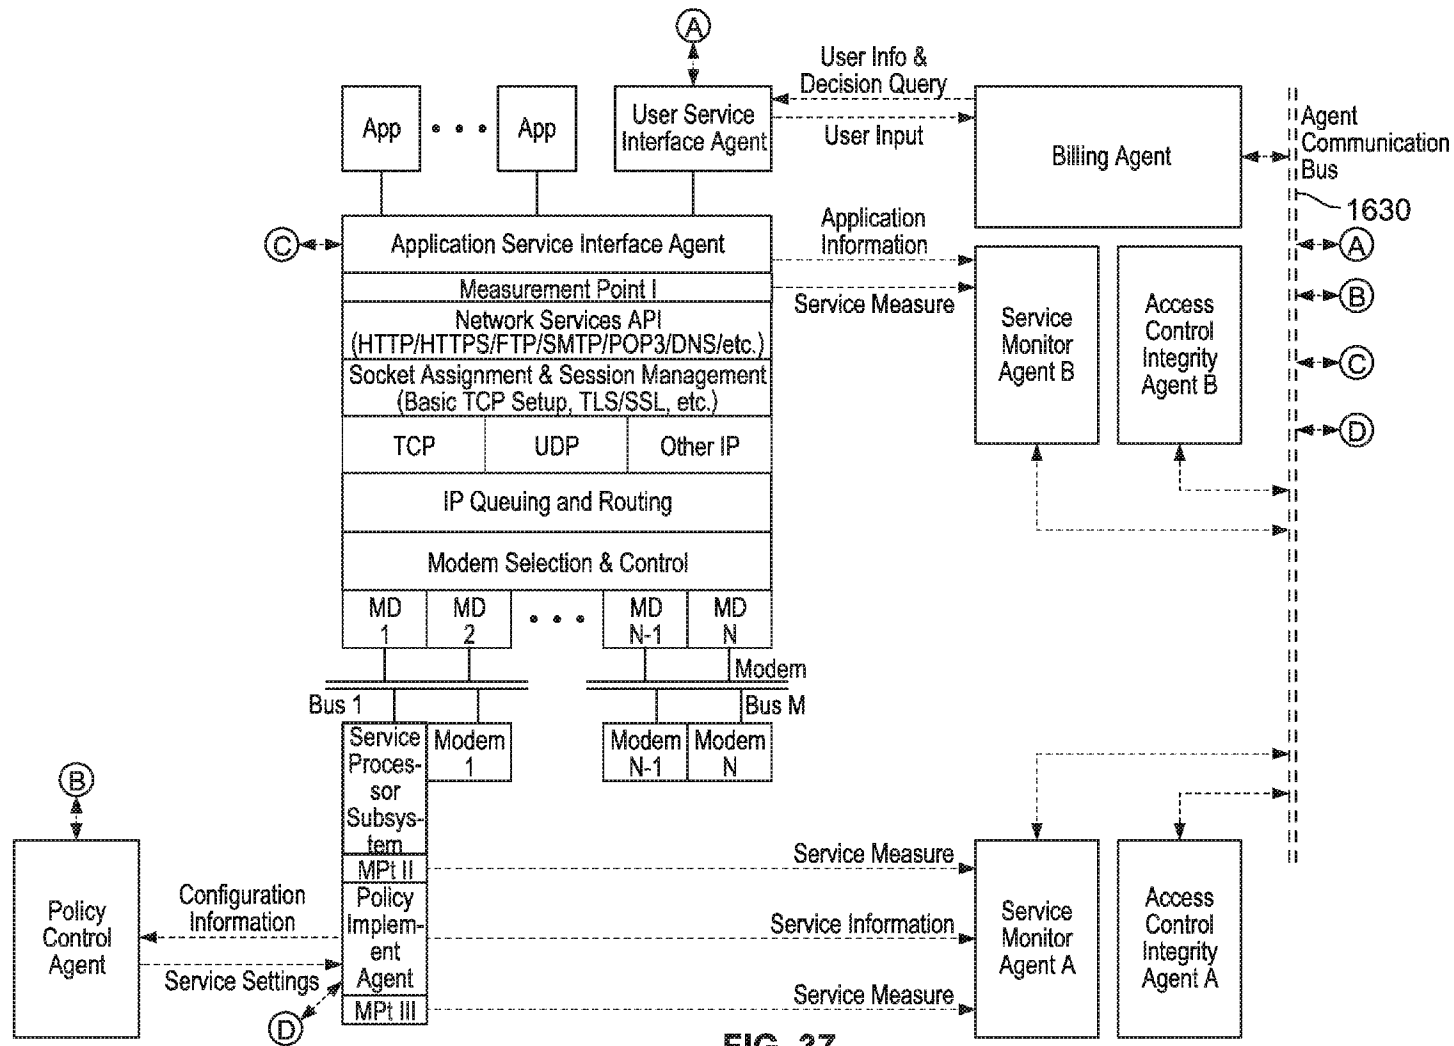 A
User Info &
Decision Query
App
App
User Service
Interface Agent
User Input
Billing Agent
Agent
Communication
Bus
1630
C
Application Service Interface Agent
Application
Information
A
Measurement Point I
Service Measure
B
Network Services API
(HTTP/HTTPS/FTP/SMTP/POP3/DNS/etc.)
Service
Monitor
Agent B
Access
Control
Integrity
Agent B
C
Socket Assignment & Session Management
(Basic TCP Setup, TLS/SSL, etc.)
D
TCP
UDP
Other IP
IP Queuing and Routing
Modem Selection & Control
MD
1
MD
2
MD
N-1
MD
N
Modem
Bus 1
Bus M
Service
Proces-
sor
Subsys-
tem
Modem
1
Modem
N-1
Modem
N
B
MPt II
Service Measure
Policy
Control
Agent
Configuration
Information
Service Settings
Policy
Implem-
ent
Agent
Service Information
Service
Monitor
Agent A
Access
Control
Integrity
Agent A
D
MPt III
Service Measure
FIG. 37